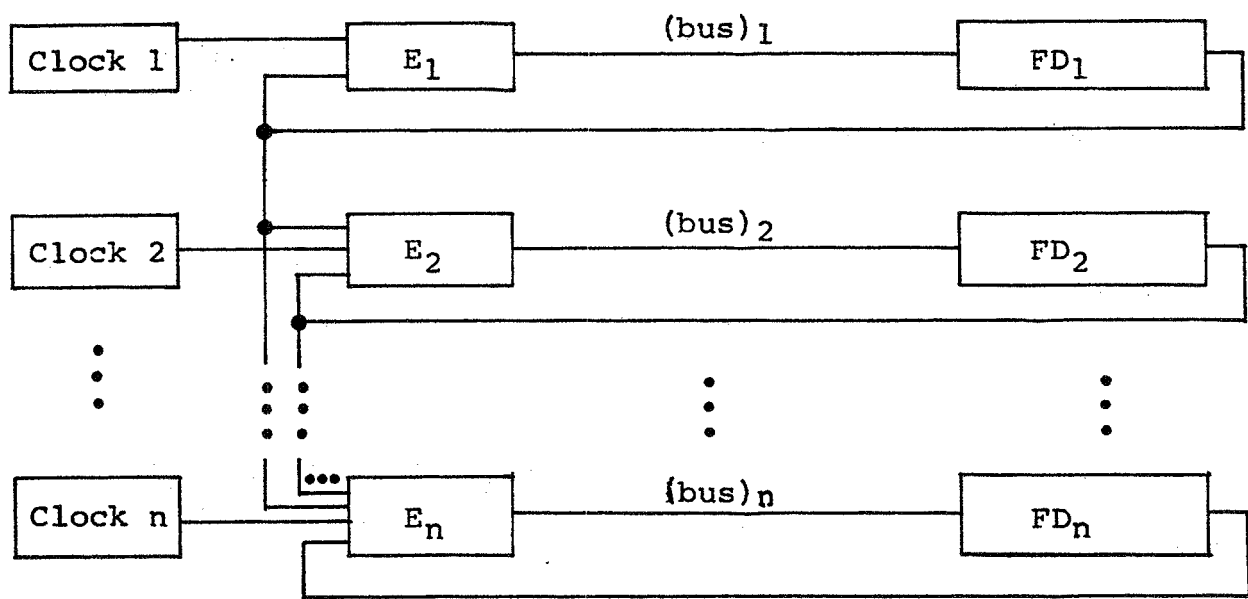 (bus)1
Clock 1
E1
FD1
(bus)2
Clock 2
E2
FD2
(bus)n
Clock n
En
FDn